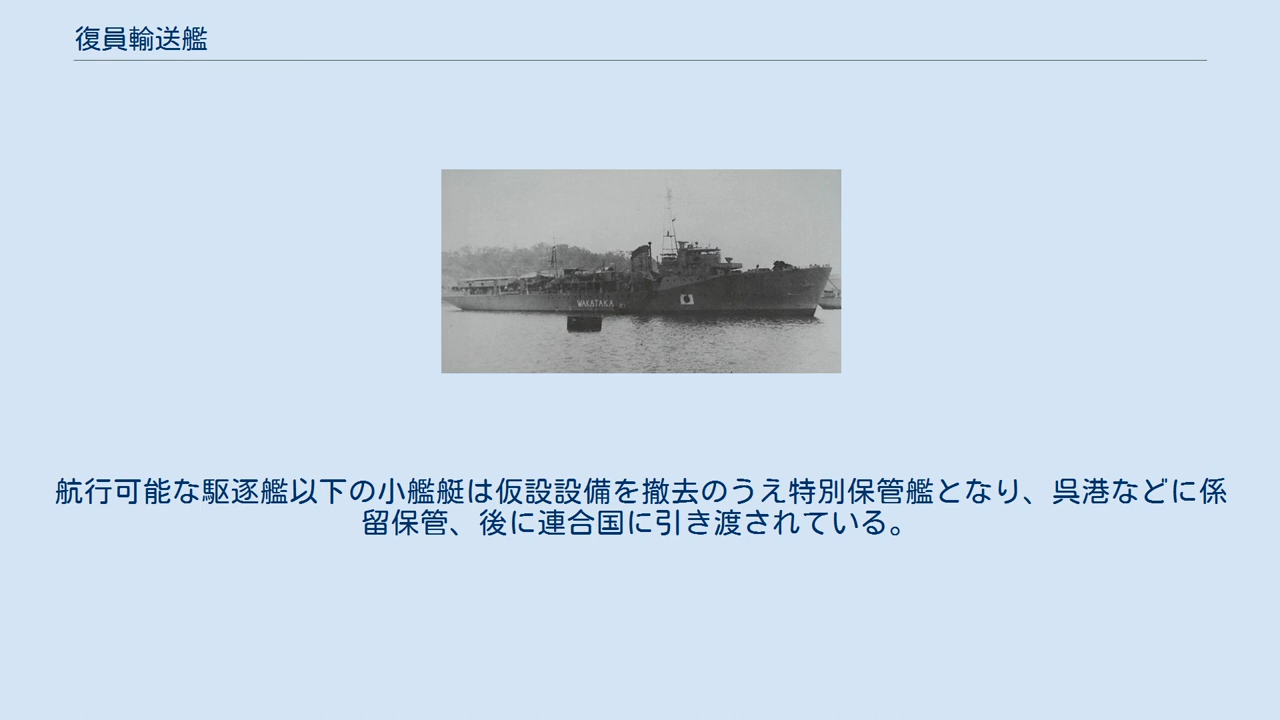 復員輸送艦
WAKATAKA
航行可能な駆逐艦以下の小艦艇は仮設設備を撤去のうえ特別保管艦となり、呉港などに係
留保管、後に連合国に引き渡されている。